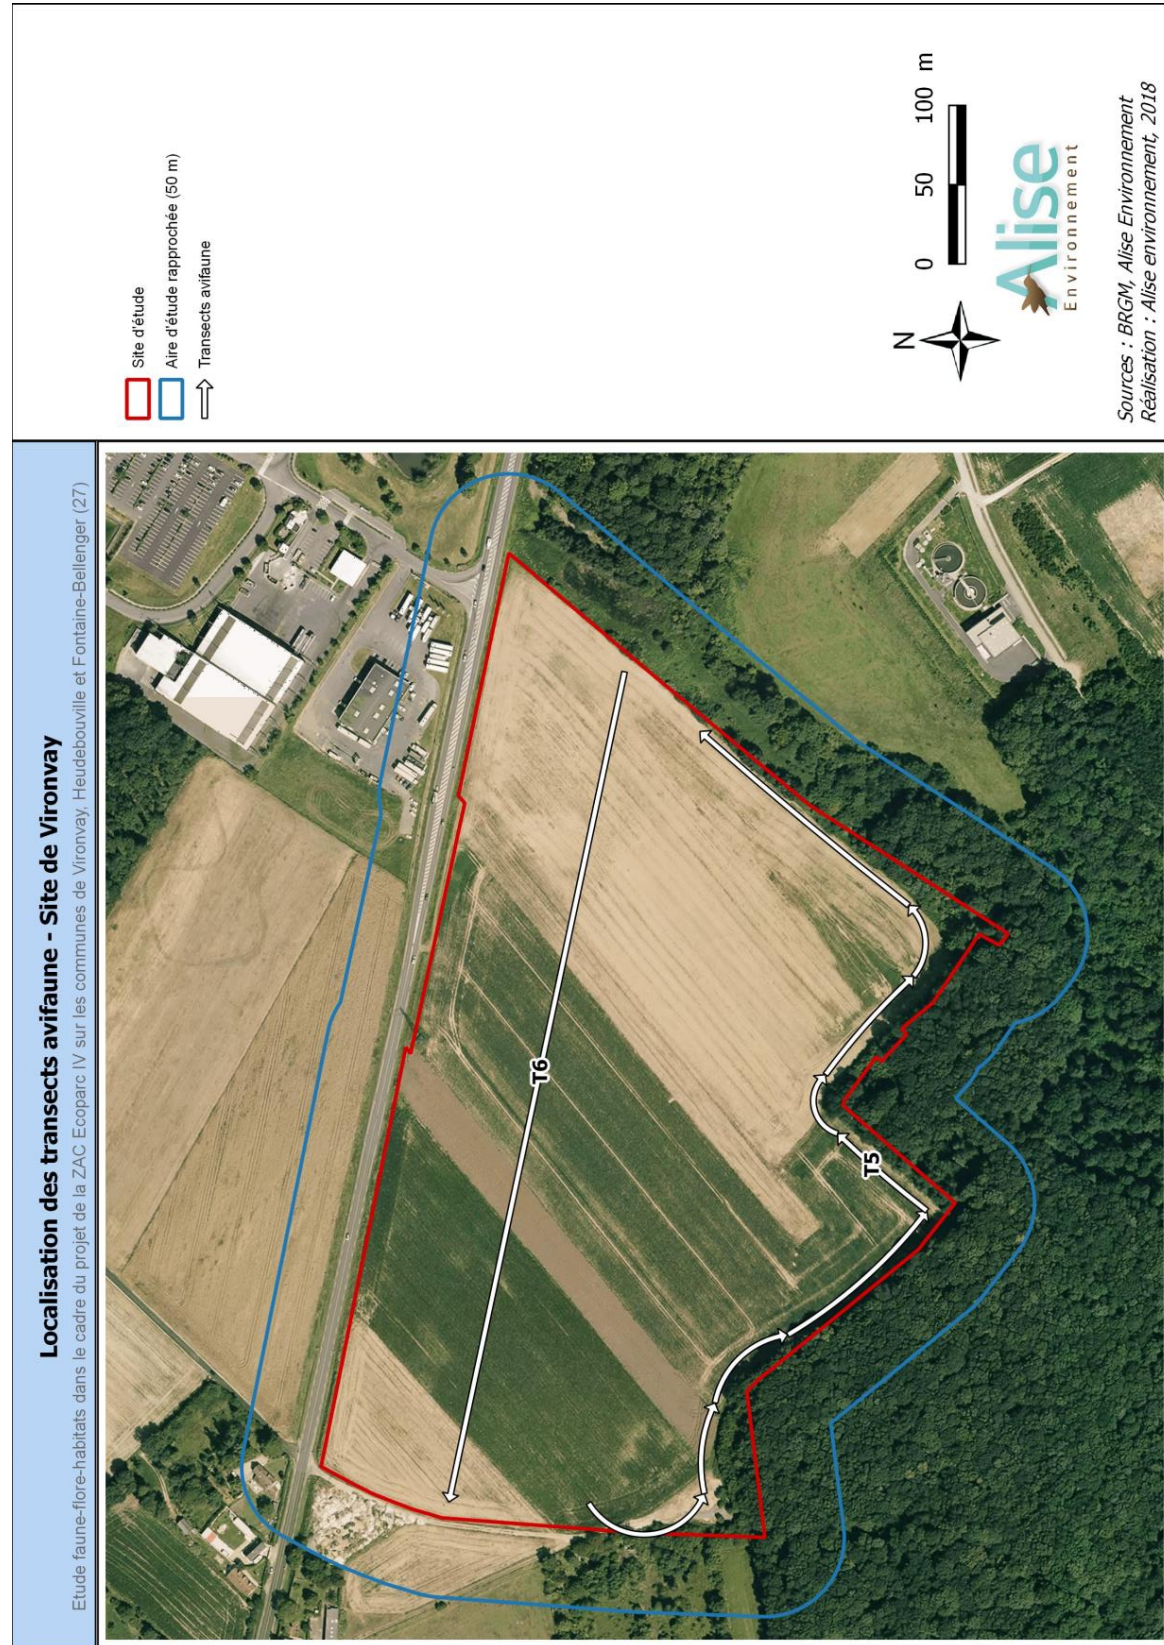 Localisation des transects avifaune - Site de Vironvay
Etude faune-flore-habitats dans le cadre du projet de la ZAC Ecoparc IV sur les communes de Vironvay, Heudebouville et Fontaine-Bellenger (27)
T6
T5
Site d'étude
Aire d'étude rapprochée (50 m)
Transects avifaune
N
0 50 100 m
Alise
Environnement
Sources : BRGM, Alise Environnement
Réalisation : Alise environnement, 2018